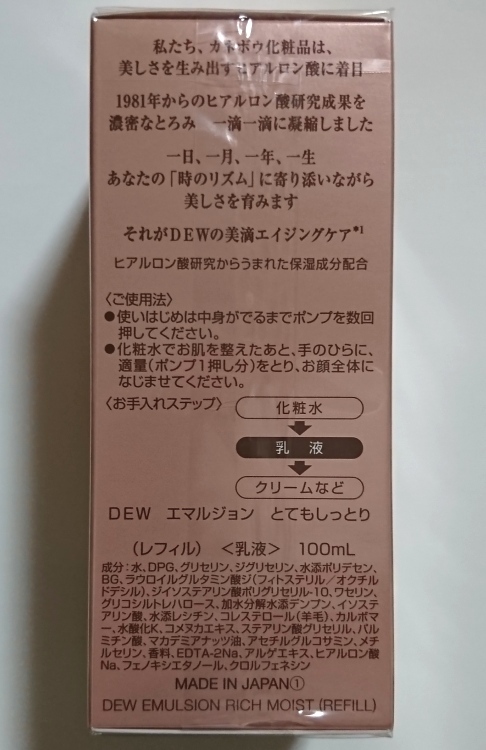 私たち、カネボウ化粧品は、
美しさを生み出すヒアルロン酸に着目
1981年からのヒアルロン酸研究成果を
濃密なとろみ 一滴一滴に凝縮しました
一日、一月、一年、一生
あなたの「時のリズム」に寄り添いながら
美しさを育みます
それがDEWの美滴エイジングケア●1
ヒアルロン酸研究からうまれた保湿成分配合
〈ご使用法〉
●使いはじめは中身がでるまでポンプを数回
押してください。
●化粧水でお肌を整えたあと、手のひらに、
適量(ポンプ1押し分)をとり、お顔全体に
なじませてください。
〈お手入れステップ〉 化粧水
乳 液
クリームなど
DEW エマルジョン とてもしっとり
(レフィル) <乳液> 100mL
成分:水、DPG、グリセリン、ジグリセリン、水添ポリデセン、
BG、ラウロイルグルタミン酸ジ(フィトステリル/オクチル
ドデシル)、ジイソステアリン酸ポリグリセリル-10、ワセリン、
グリコシルトレハロース、加水分解水添デンプン、イソステ
アリン酸、水添レシチン、コレステロール(羊毛)、カルボマ
ー、水酸化K、コメヌカエキス、ステアリン酸グリセリル、パル
ミチン酸、マカデミアナッツ油、アセチルグルコサミン、メチ
ルセリン、香料、EDTA-2Na、アルゲエキス、ヒアルロン酸
Na、フェノキシエタノール、クロルフェネシン
MADE IN JAPAN①
DEW EMULSION RICH MOIST (REFILL)